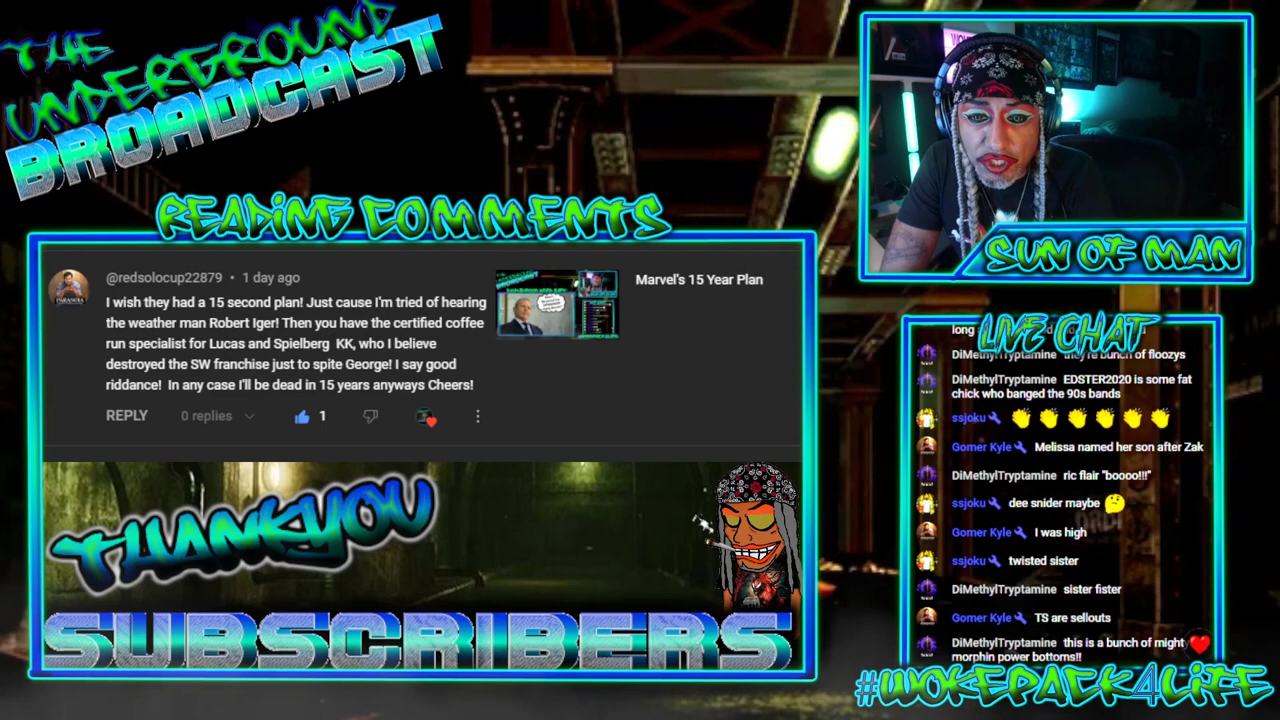 THE
UNDERGROUND
BROADCAST
READING COMMENTS
@redsolocup22879 • 1 day ago
I wish they had a 15 second plan! Just cause I'm tried of hearing
the weather man Robert Iger! Then you have the certified coffee
run specialist for Lucas and Spielberg KK, who I believe
destroyed the SW franchise just to spite George! I say good
riddance! In any case I'll be dead in 15 years anyways Cheers!
REPLY 0 replies 1
Marvel's 15 Year Plan
THANKYOU
SUBSCRIBERS
SUN OF MAN
LIVE CHAT
long
DiMethylTryptamine they're bunch of floozys
DiMethylTryptamine EDSTER2020 is some fat
chick who banged the 90s bands
ssjoku 👏👏👏👏👏👏
Gomer Kyle Melissa named her son after Zak
DiMethylTryptamine ric flair "boooo!!!"
ssjoku dee snider maybe 🤔
Gomer Kyle I was high
ssjoku twisted sister
DiMethylTryptamine sister fister
Gomer Kyle TS are sellouts
DiMethylTryptamine this is a bunch of might
morphin power bottoms!!
#WOKEPACK4LIFE